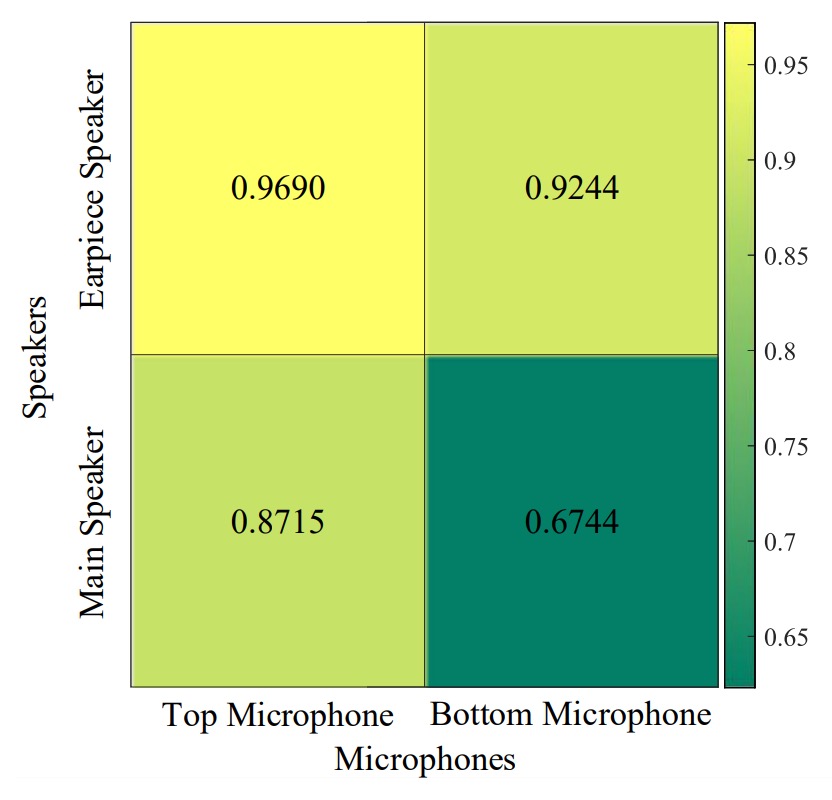 Speakers
Earpiece Speaker
Main Speaker
0.9690
0.9244
0.8715
0.6744
Top Microphone
Bottom Microphone
Microphones
0.95
0.9
0.85
0.8
0.75
0.7
0.65